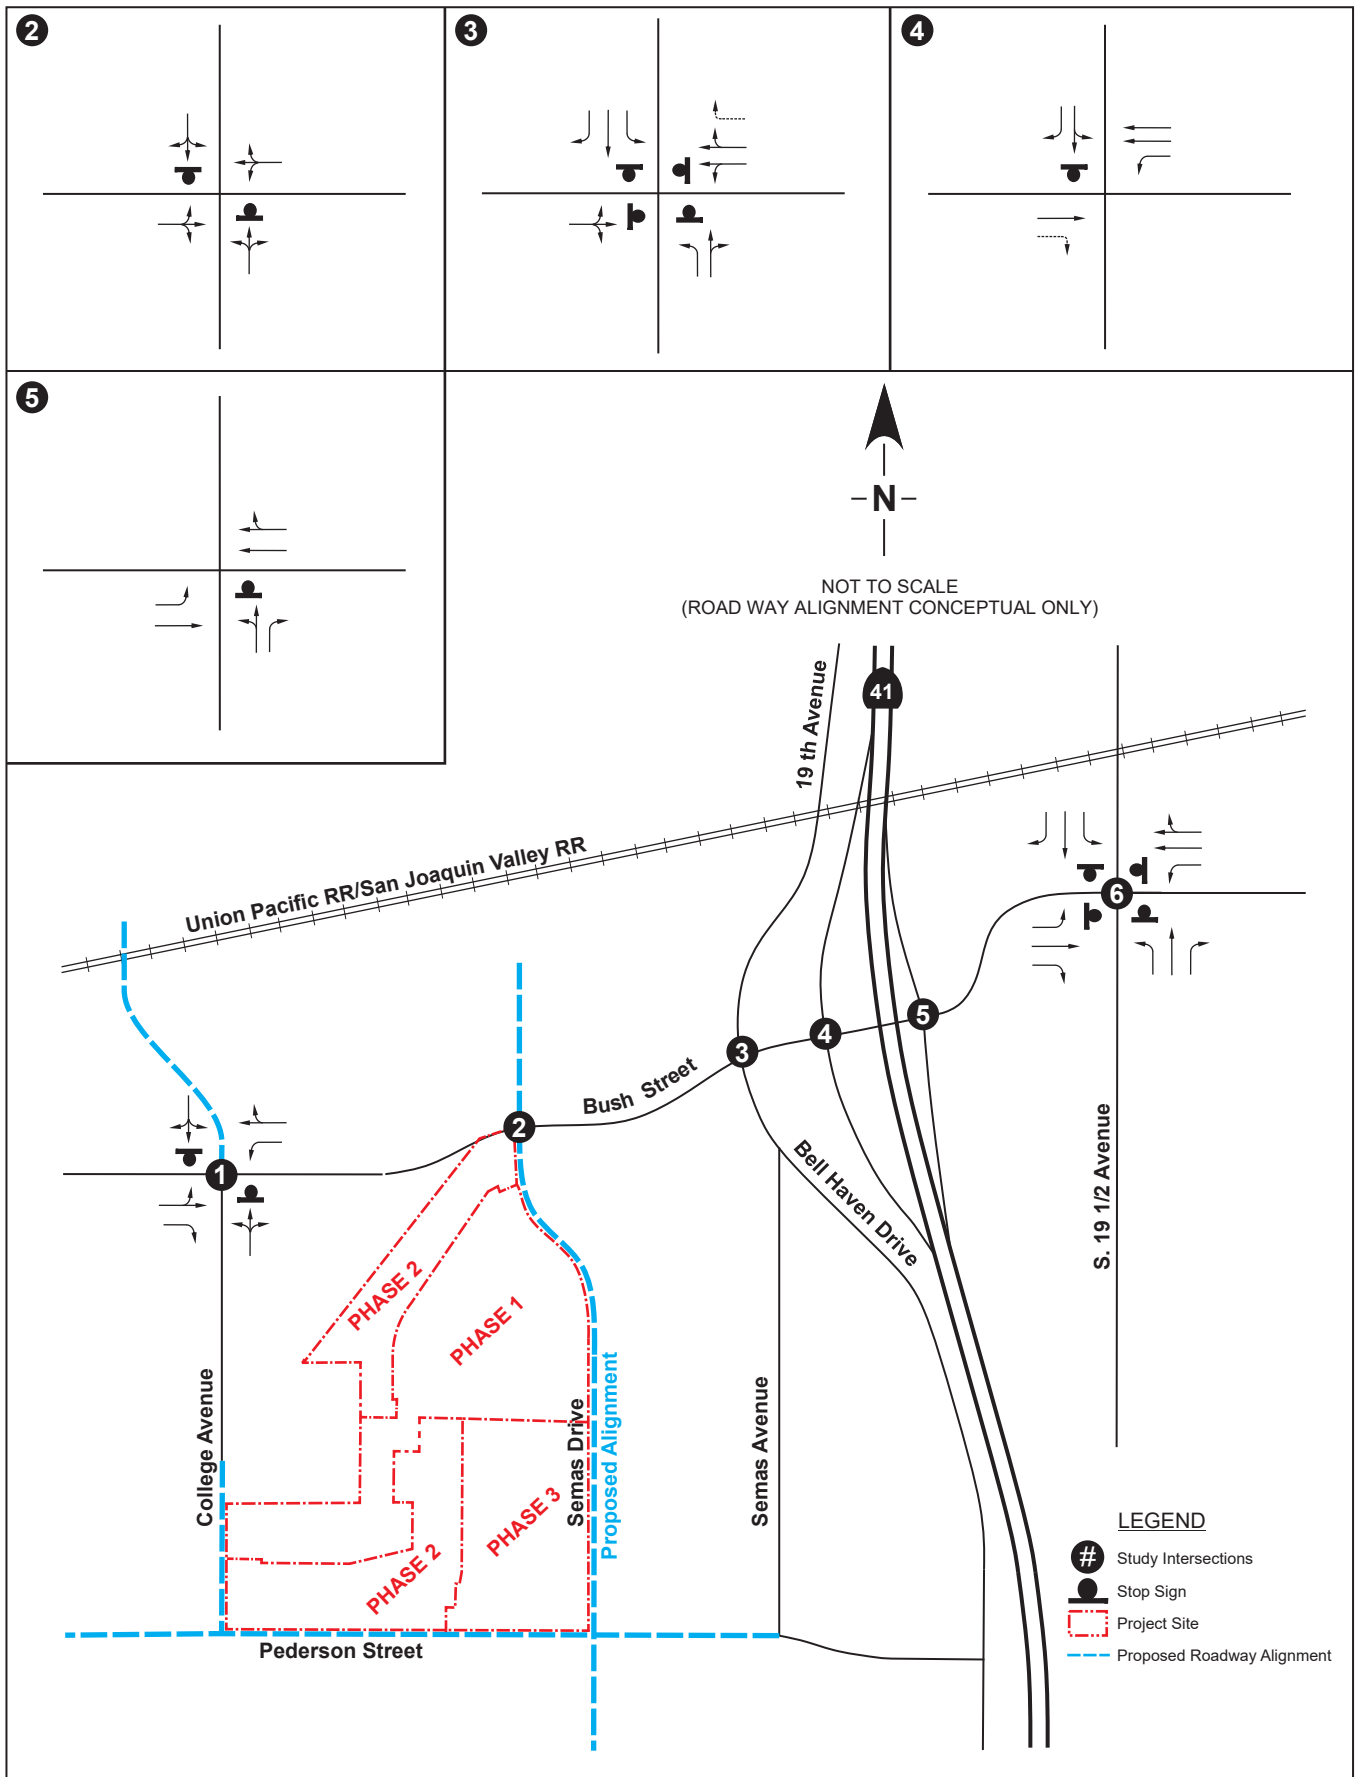 2
3
4
5
N
NOT TO SCALE
(ROAD WAY ALIGNMENT CONCEPTUAL ONLY)
19 th Avenue
41
Union Pacific RR/San Joaquin Valley RR
6
5
4
3
Bush Street
2
1
Bell Haven Drive
S. 19 1/2 Avenue
PHASE 2
PHASE 1
College Avenue
Semas Drive
Proposed Alignment
Semas Avenue
PHASE 3
PHASE 2
Pederson Street
LEGEND
# Study Intersections
Stop Sign
Project Site
Proposed Roadway Alignment